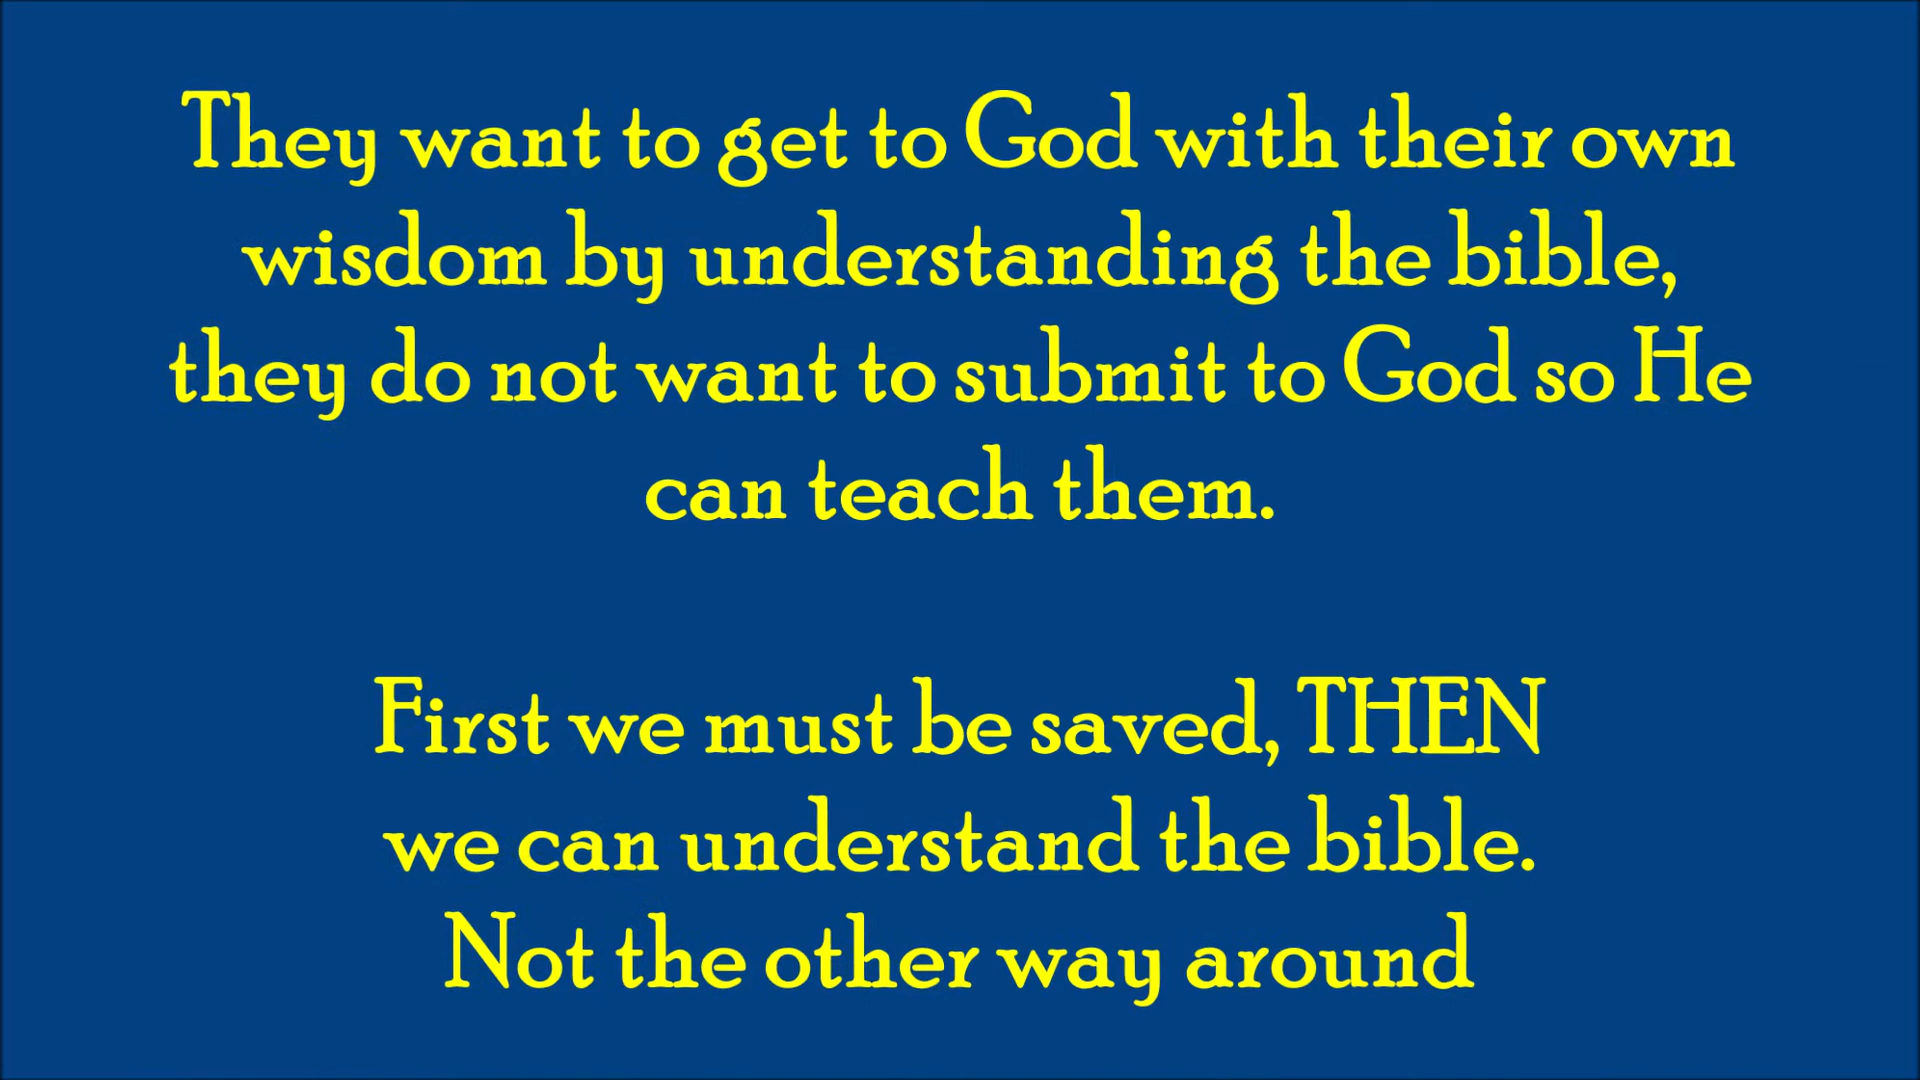 They want to get to God with their own
wisdom by understanding the bible,
they do not want to submit to God so He
can teach them.
First we must be saved, THEN
we can understand the bible.
Not the other way around